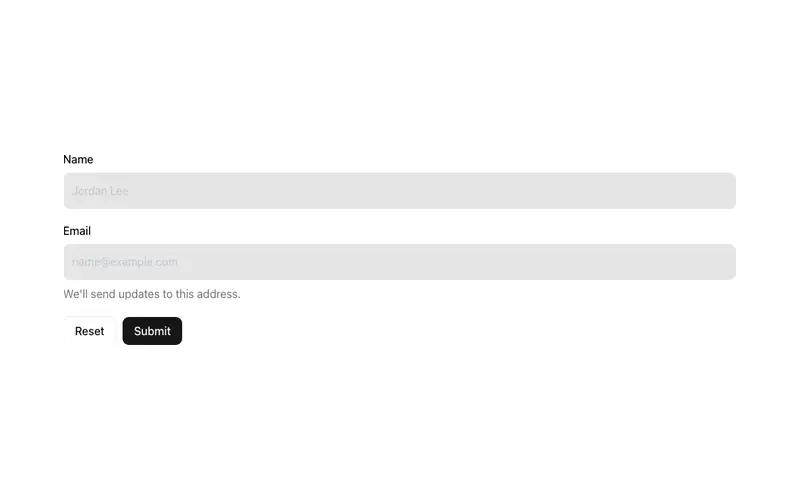 Name
Jordan Lee
Email
name@example.com
We'll send updates to this address.
Reset Submit